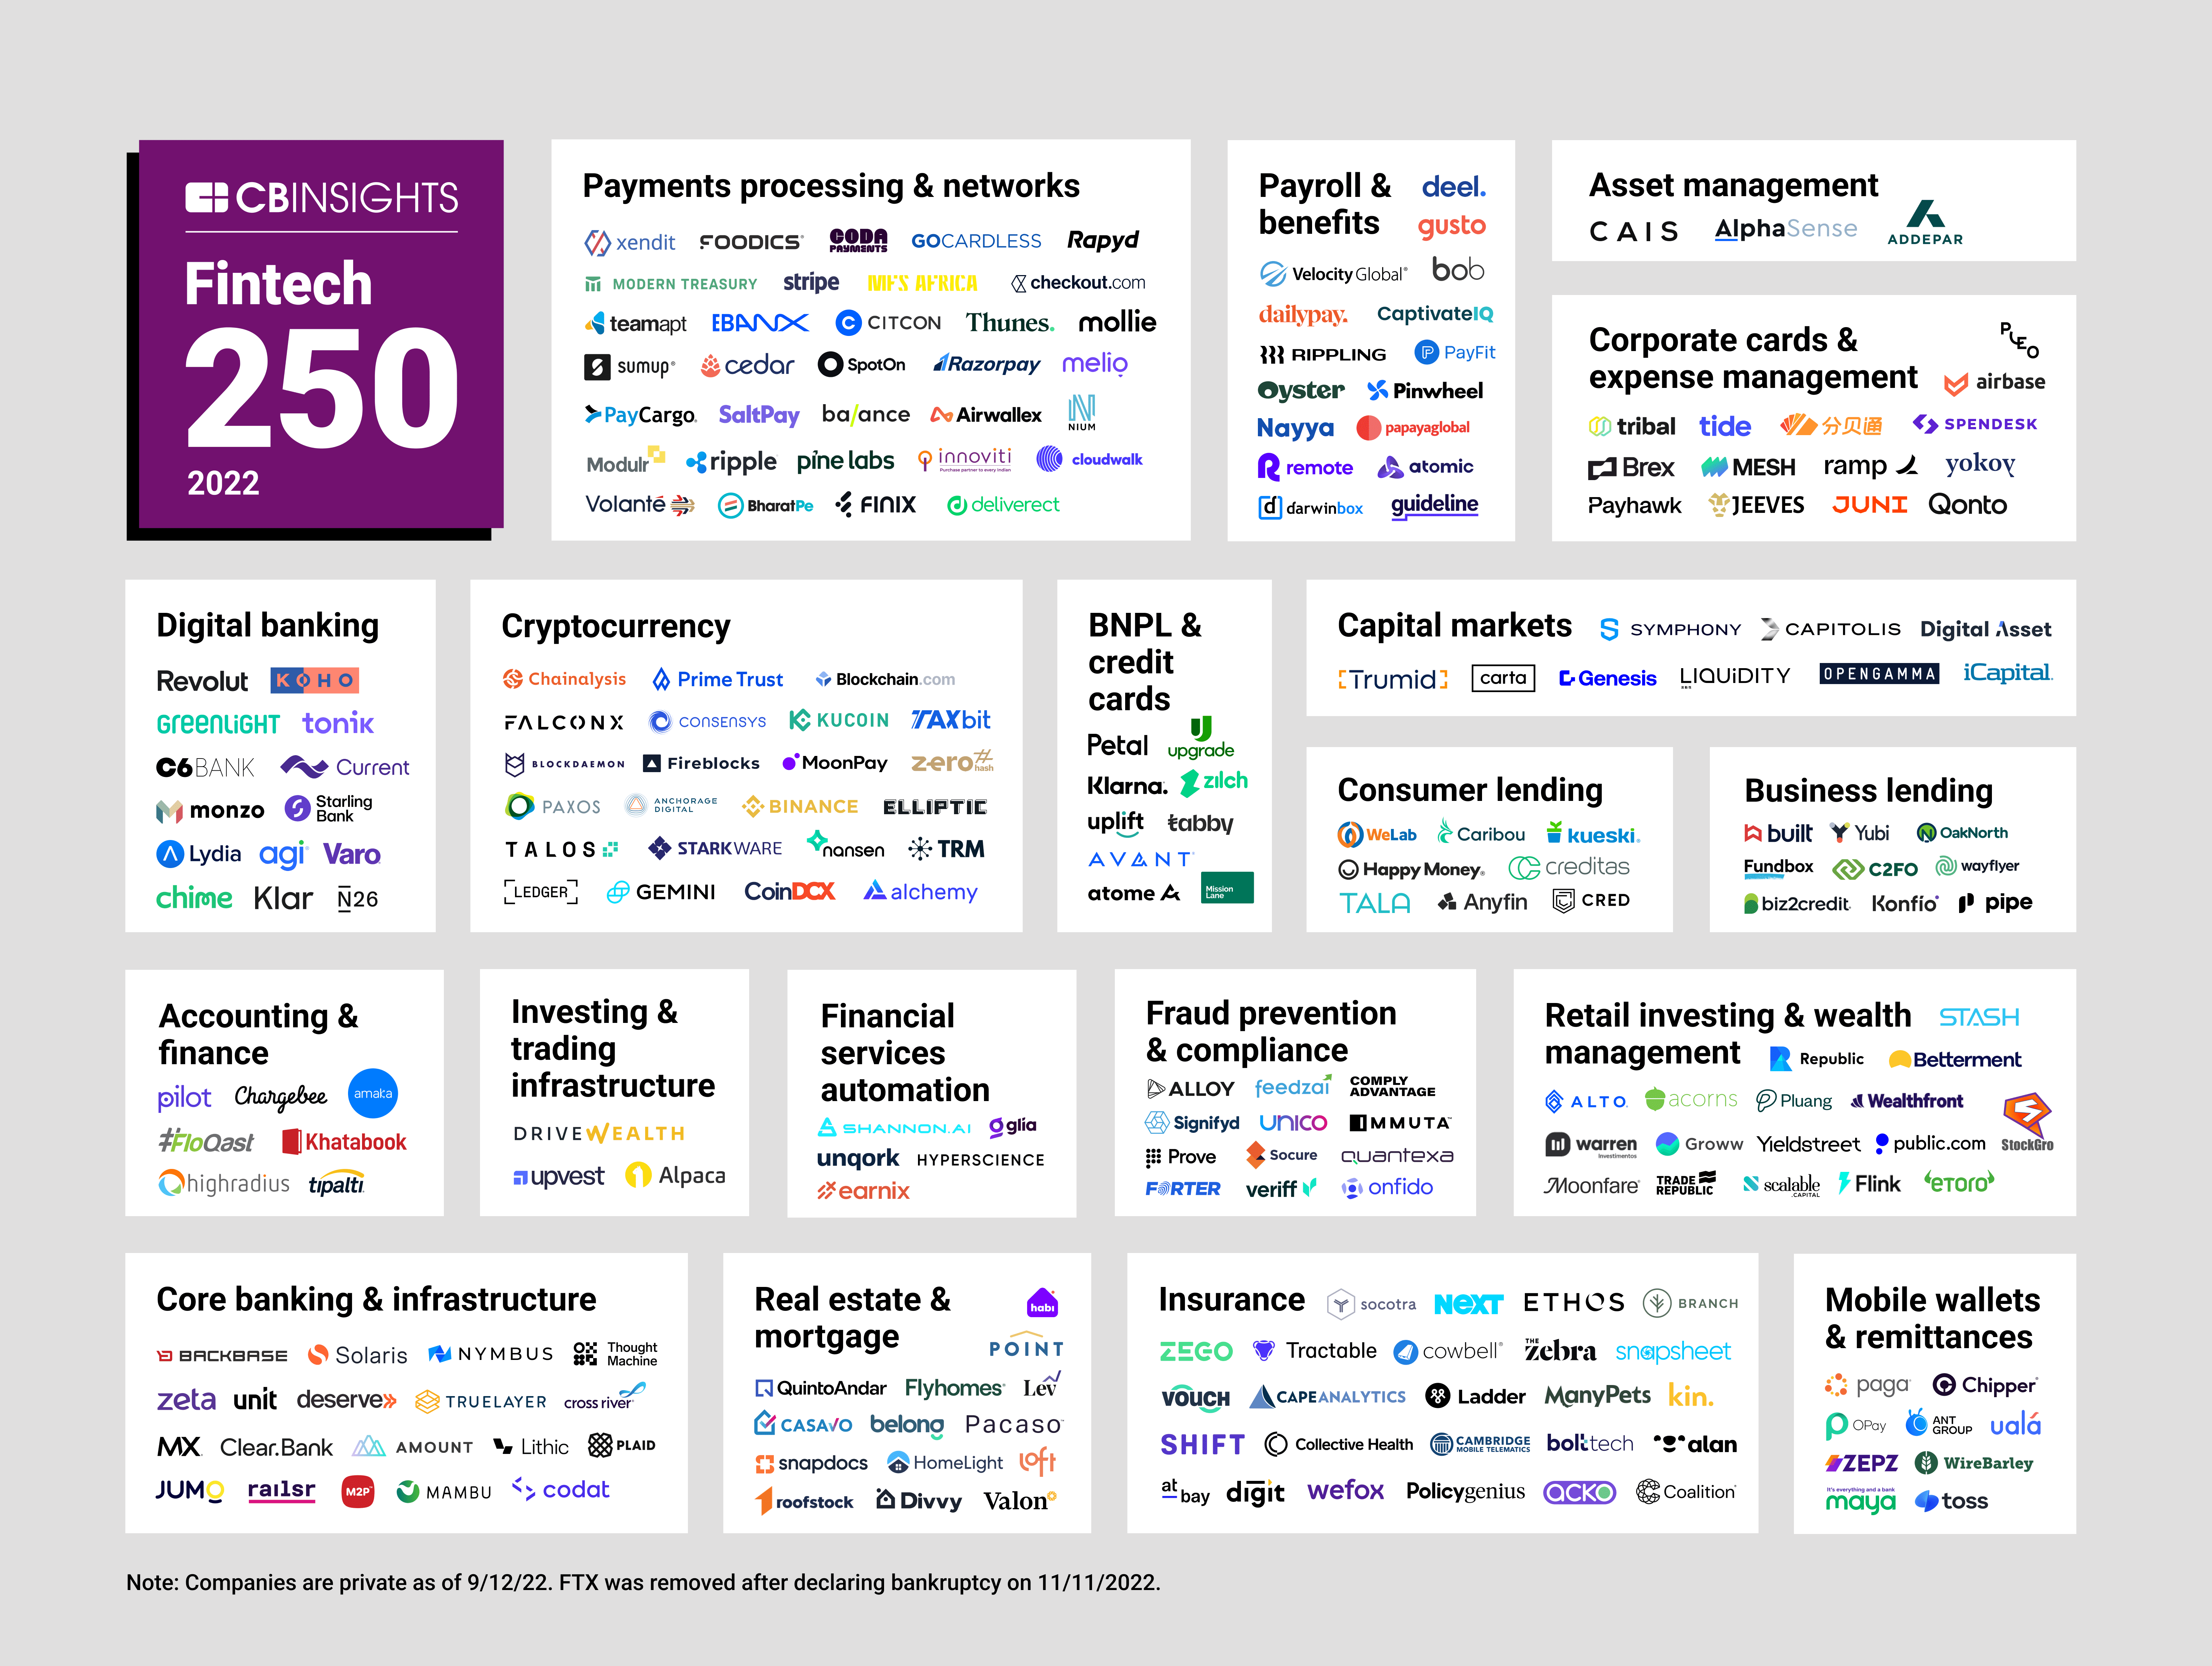 CBINSIGHTS
Fintech
250
2022
Payments processing & networks
xendit FOODICS CODA PAYMENTS GOCARDLESS Rapyd
MODERN TREASURY stripe MFS AFRICA checkout.com
teamapt EBANX CITCON Thunes. mollie
sumup® cedar SpotOn Razorpay melio
PayCargo. SaltPay ba/ance Airwallex NIUM
Modulr ripple pine labs innoviti Purchase partner to every Indian cloudwalk
Volanté BharatPe FINIX deliverect
Payroll & deel.
benefits gusto
Velocity Global® bob
dailypay. CaptivateIQ
RIPPLING PayFit
Oyster Pinwheel
Nayya papayaglobal
remote atomic
darwinbox guideline
Asset management
CAIS AlphaSense ADDEPAR
Corporate cards & PLEO
expense management airbase
tribal tide 分贝通 SPENDESK
Brex MESH ramp yokoy
Payhawk JEEVES JUNI Qonto
Digital banking
Revolut KOHO
GREENLiGHT tonik
C6BANK Current
monzo Starling Bank
Lydia agi Varo
chime Klar N26
Cryptocurrency
Chainalysis Prime Trust Blockchain.com
FALCONX CONSENSYS KUCOIN TAXbit
BLOCKDAEMON Fireblocks MoonPay zero hash
PAXOS ANCHORAGE DIGITAL BINANCE ELLIPTIC
TALOS STARKWARE nansen TRM
LEDGER GEMINI CoinDCX alchemy
BNPL &
credit
cards
Petal upgrade
Klarna. zilch
uplift tabby
AVANT
atome Mission Lane
Capital markets SYMPHONY CAPITOLIS Digital Asset
[Trumid] carta Genesis LIQUiDITY OPENGAMMA iCapital.
Consumer lending
WeLab Caribou kueski
Happy Money creditas
TALA Anyfin CRED
Business lending
built Yubi OakNorth
Fundbox C2FO wayflyer
biz2credit Konfío pipe
Accounting &
finance
pilot Chargebee amaka
#FloQast Khatabook
highradius tipalti
Investing &
trading
infrastructure
DRIVEWEALTH
upvest Alpaca
Financial
services
automation
SHANNON.AI glia
unqork HYPERSCIENCE
earnix
Fraud prevention
& compliance
ALLOY feedzai COMPLY ADVANTAGE
Signifyd UNICO IMMUTA
Prove Socure quantexa
FORTER veriff onfido
Retail investing & wealth STASH
management Republic Betterment
ALTO acorns Pluang Wealthfront
warren Investimentos Groww Yieldstreet public.com StockGro
Moonfare TRADE REPUBLIC scalable.CAPITAL Flink eTORO
Core banking & infrastructure
BACKBASE Solaris NYMBUS Thought Machine
zeta unit deserve TRUELAYER cross river
MX Clear.Bank AMOUNT Lithic PLAID
JUMO railsr M2P MAMBU codat
Real estate & habi
mortgage POINT
QuintoAndar Flyhomes Lev
CASAVO belong Pacaso
snapdocs HomeLight loft
roofstock Divvy Valon
Insurance socotra NEXT ETHOS BRANCH
ZEGO Tractable cowbell® THE Zebra snapsheet
VOUCH CAPEANALYTICS Ladder ManyPets kin.
SHIFT Collective Health CAMBRIDGE MOBILE TELEMATICS bolttech alan
at bay digit wefox Policygenius acko Coalition
Mobile wallets
& remittances
paga Chipper
OPay ANT GROUP ualá
ZEPZ WireBarley
It's everything and a bank maya toss
Note: Companies are private as of 9/12/22. FTX was removed after declaring bankruptcy on 11/11/2022.